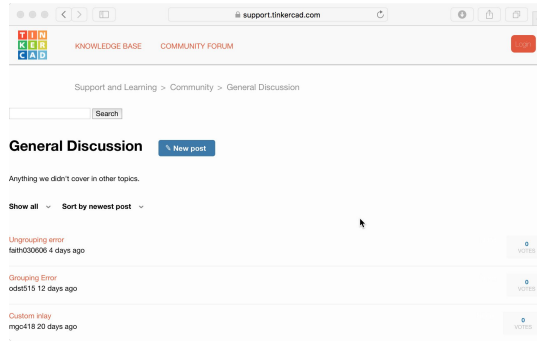 support.tinkercad.com
TIN
KER
CAD
KNOWLEDGE BASE COMMUNITY FORUM
Login
Support and Learning > Community > General Discussion
Search
General Discussion
New post
Anything we didn't cover in other topics.
Show all Sort by newest post
Ungrouping error
faith030606 4 days ago
0
VOTES
Grouping Error
odst515 12 days ago
0
VOTES
Custom inlay
mgc418 20 days ago
0
VOTES